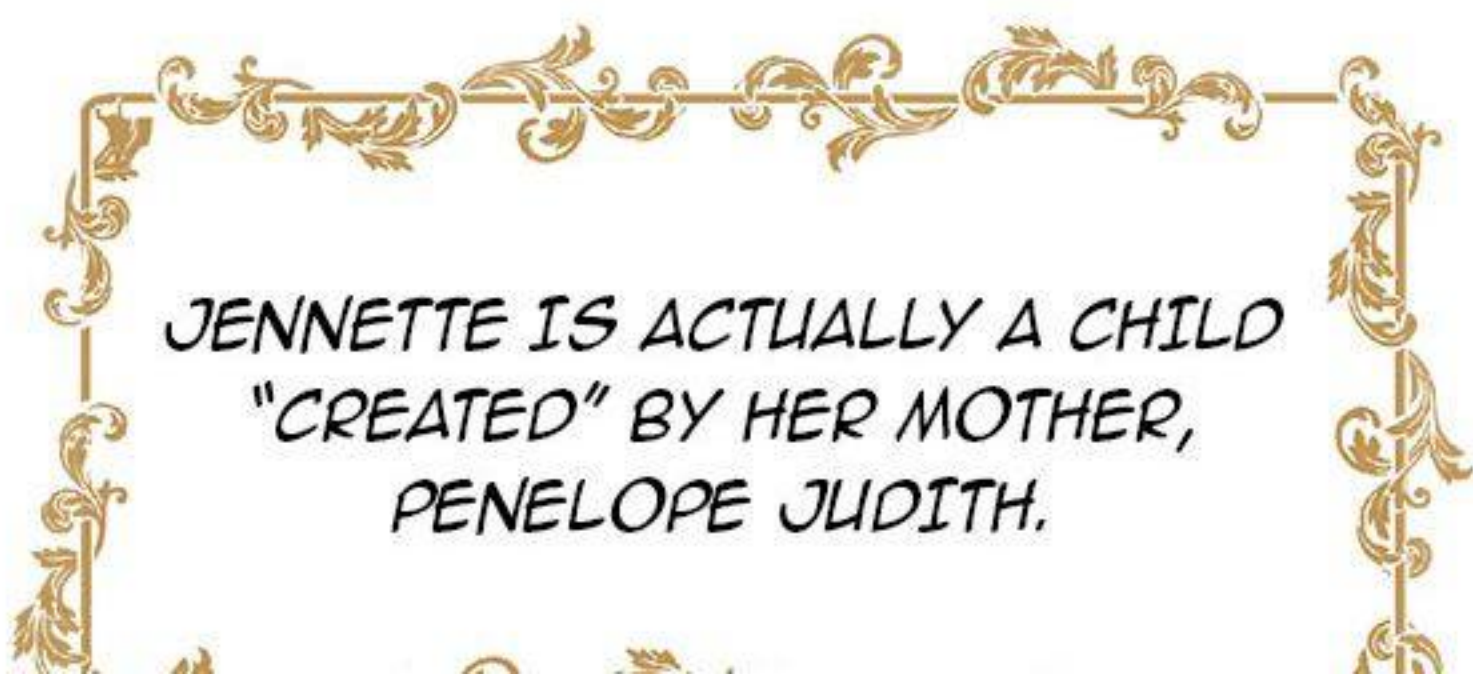 JENNETTE IS ACTUALLY A CHILD
"CREATED" BY HER MOTHER,
PENELOPE JUDITH.